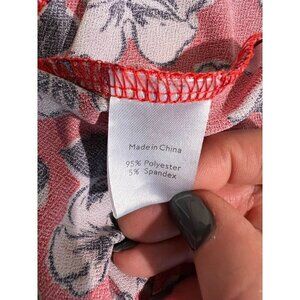 Made in China
95% Polyester
5% Spandex